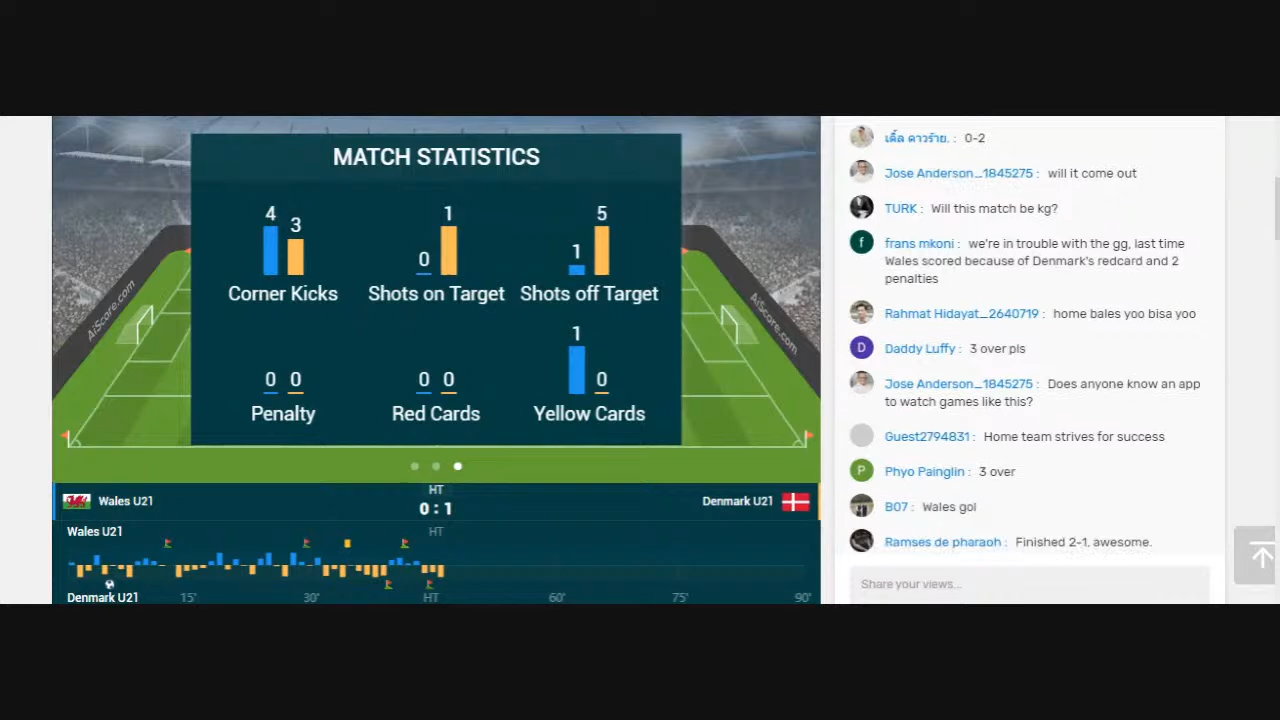 MATCH STATISTICS
4
3
Corner Kicks
0
1
Shots on Target
1
5
Shots off Target
0
0
Penalty
0
0
Red Cards
1
0
Yellow Cards
AiScore.com
AiScore.com
Wales U21
HT
0 : 1
Denmark U21
Wales U21
HT
Denmark U21
15'
30'
HT
60'
75'
90'
เติ้ล ดาวร้าย. : 0-2
Jose Anderson_1845275 : will it come out
TURK : Will this match be kg?
f
frans mkoni : we're in trouble with the gg, last time
Wales scored because of Denmark's redcard and 2
penalties
Rahmat Hidayat_2640719 : home bales yoo bisa yoo
D
Daddy Luffy : 3 over pls
Jose Anderson_1845275 : Does anyone know an app
to watch games like this?
Guest2794831 : Home team strives for success
P
Phyo Painglin : 3 over
B07 : Wales gol
Ramses de pharaoh : Finished 2-1, awesome.
Share your views...